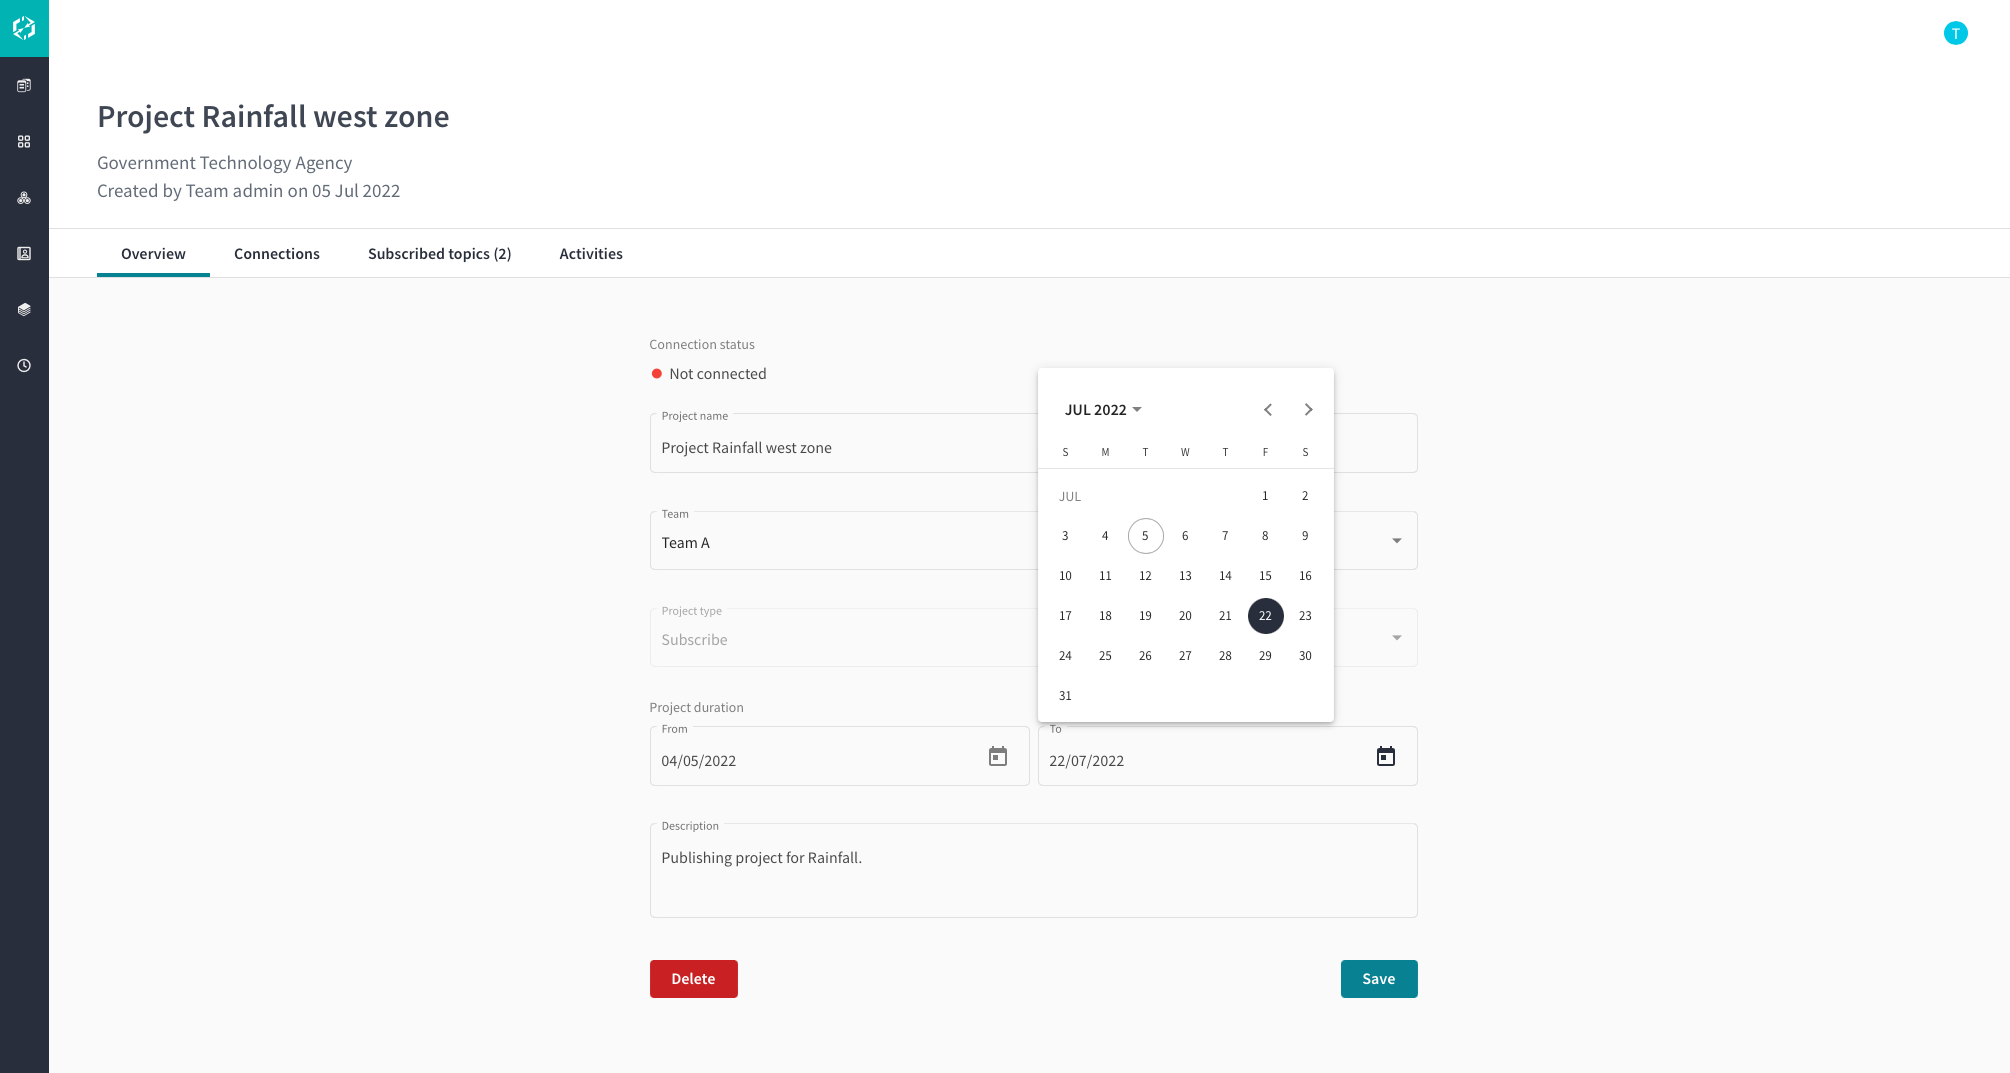 T
Project Rainfall west zone
Government Technology Agency
Created by Team admin on 05 Jul 2022
Overview Connections Subscribed topics (2) Activities
Connection status
Not connected
Project name
Project Rainfall west zone
Team
Team A
Project type
Subscribe
JUL 2022
S M T W T F S
JUL 1 2
3 4 5 6 7 8 9
10 11 12 13 14 15 16
17 18 19 20 21 22 23
24 25 26 27 28 29 30
31
Project duration
From
04/05/2022
To
22/07/2022
Description
Publishing project for Rainfall.
Delete Save